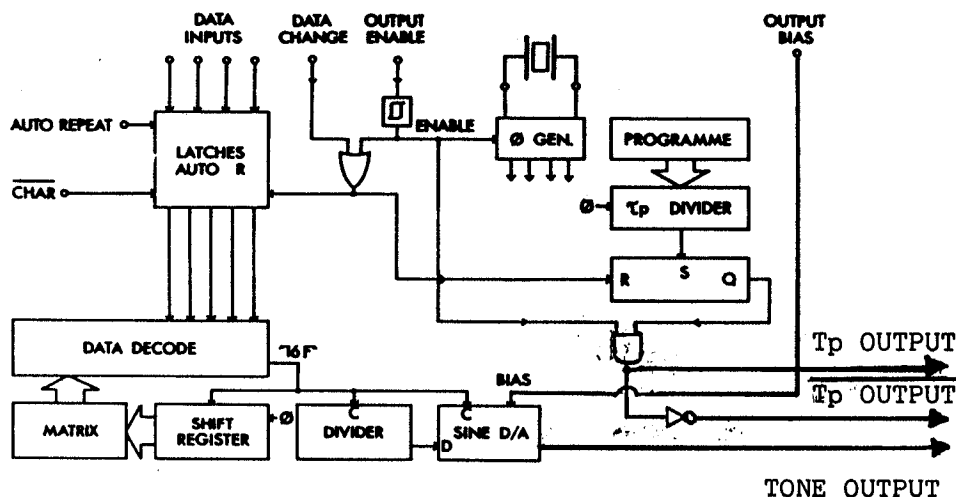 DATA
INPUTS
DATA
CHANGE
OUTPUT
ENABLE
OUTPUT
BIAS
AUTO REPEAT
LATCHES
AUTO R
CHAR
ENABLE
Ø GEN.
PROGRAMME
Ø
τp DIVIDER
R S Q
DATA DECODE
16F
Tp OUTPUT
Tp OUTPUT
BIAS
MATRIX
SHIFT
REGISTER
Ø
C
DIVIDER
C
D SINE D/A
TONE OUTPUT